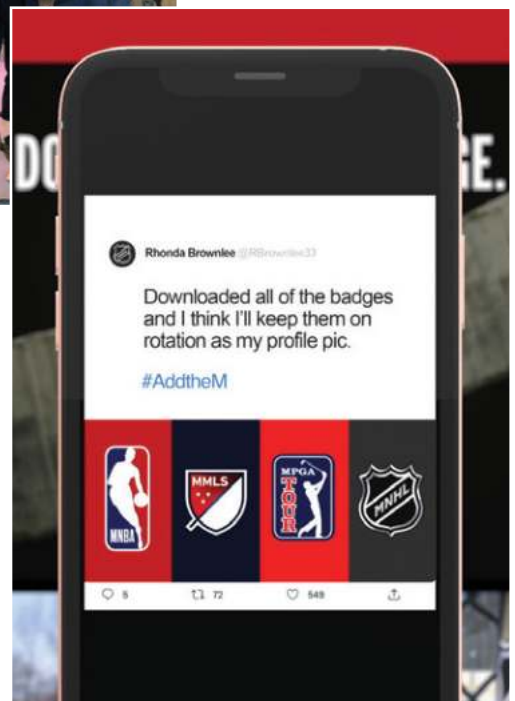 DO
GE.
Rhonda Brownlee @RBrownlee33
Downloaded all of the badges
and I think I'll keep them on
rotation as my profile pic.
#AddtheM
MNBA
MMLS
MPGA
TOUR
MNHL
5 72 549